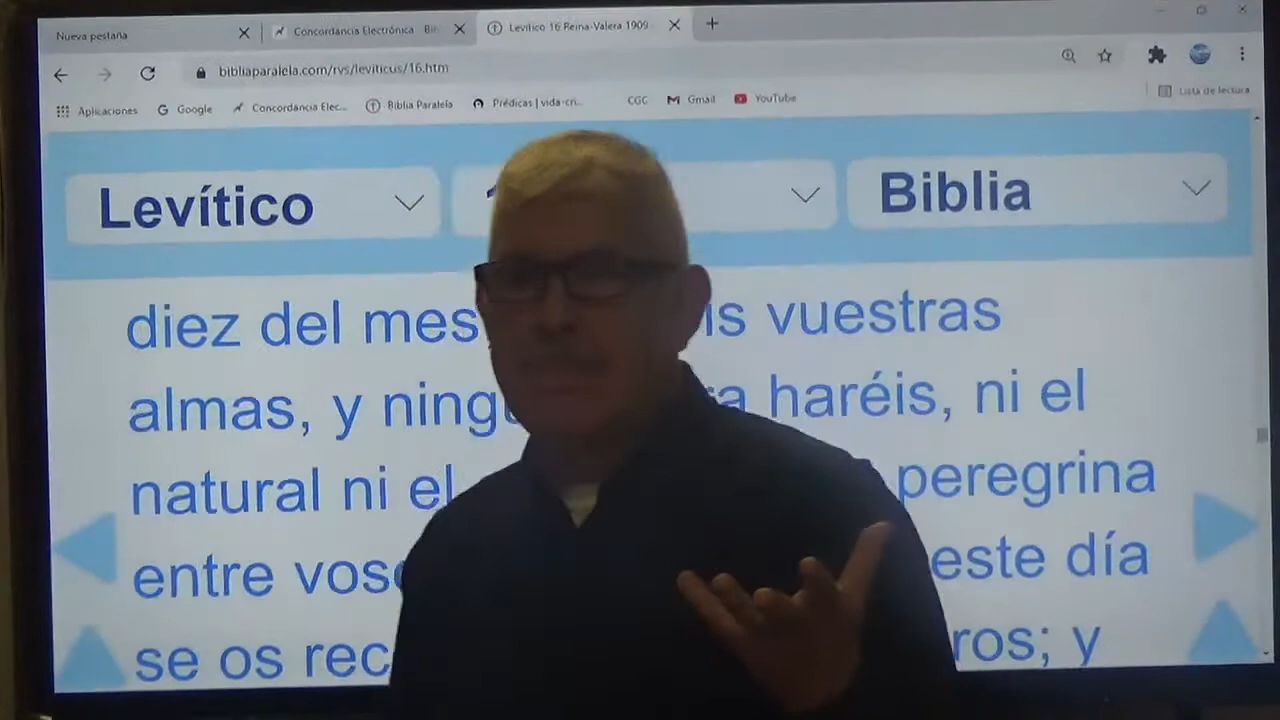 Nueva pestaña Concordancia Electrónica Bib Levítico 16 Reina-Valera 1909
bibliaparalela.com/rvs/leviticus/16.htm
Aplicaciones Google Concordancia Elec... Biblia Paralela Prédicas | vida-cri... CGC Gmail YouTube Lista de lectura
Levítico Biblia
diez del mes is vuestras
almas, y ning a haréis, ni el
natural ni el peregrina
entre vos este día
se os rec ros; y